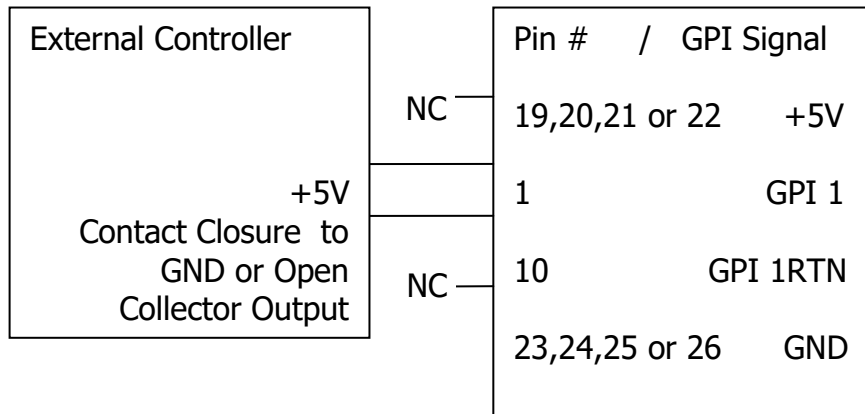 External Controller
+5V
Contact Closure to
GND or Open
Collector Output
NC
NC
Pin # / GPI Signal
19,20,21 or 22 +5V
1 GPI 1
10 GPI 1RTN
23,24,25 or 26 GND